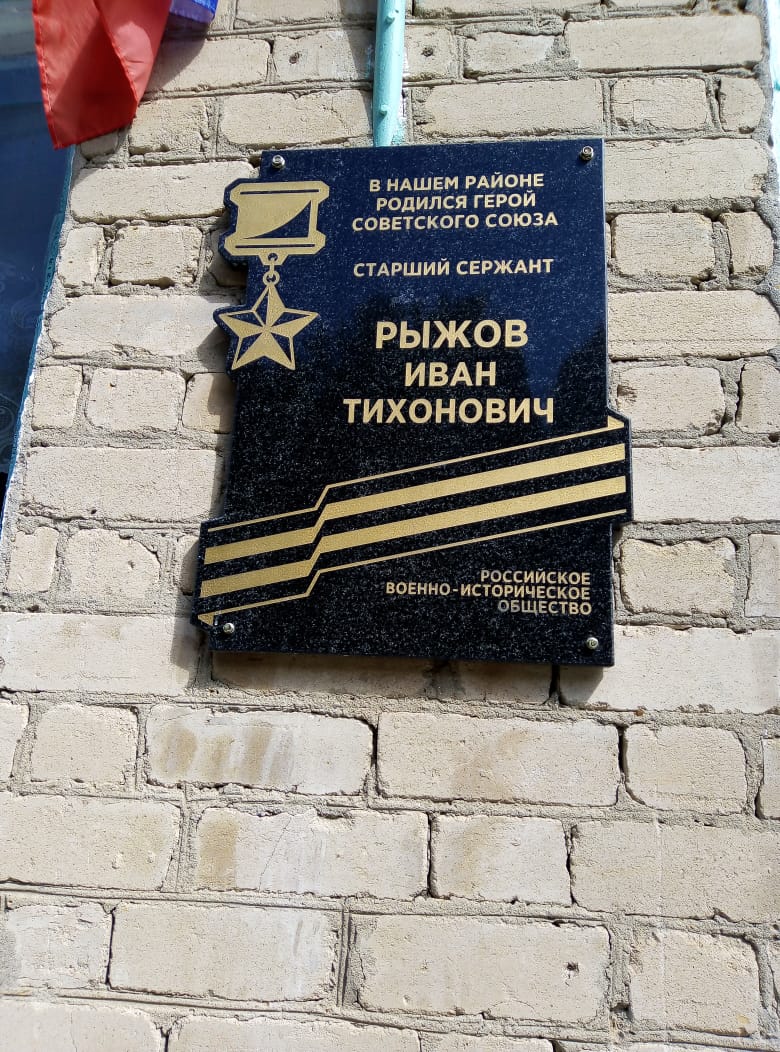 В НАШЕМ РАЙОНЕ
РОДИЛСЯ ГЕРОЙ
СОВЕТСКОГО СОЮЗА
СТАРШИЙ СЕРЖАНТ
РЫЖОВ
ИВАН
ТИХОНОВИЧ
РОССИЙСКОЕ
ВОЕННО-ИСТОРИЧЕСКОЕ
ОБЩЕСТВО